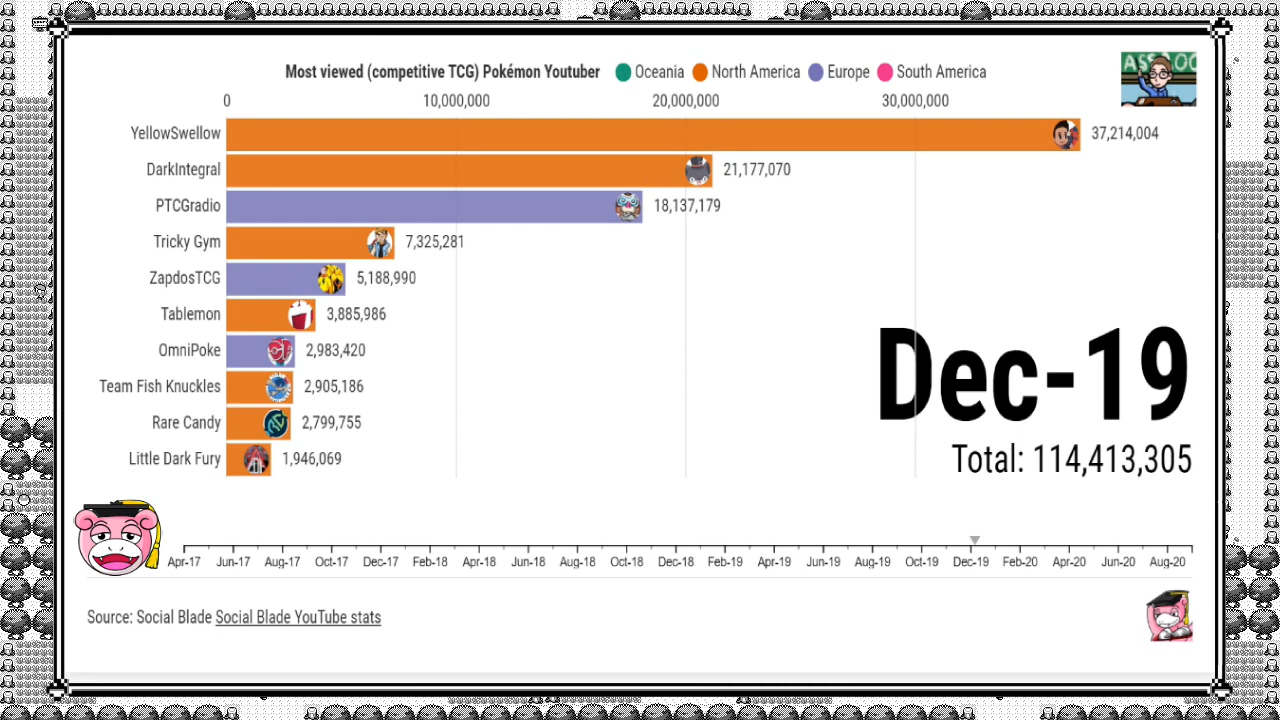 Most viewed (competitive TCG) Pokémon Youtuber Oceania North America Europe South America
0 10,000,000 20,000,000 30,000,000
YellowSwellow 37,214,004
DarkIntegral 21,177,070
PTCGradio 18,137,179
Tricky Gym 7,325,281
ZapdosTCG 5,188,990
Tablemon 3,885,986
OmniPoke 2,983,420
Team Fish Knuckles 2,905,186
Rare Candy 2,799,755
Little Dark Fury 1,946,069
Dec-19
Total: 114,413,305
Apr-17 Jun-17 Aug-17 Oct-17 Dec-17 Feb-18 Apr-18 Jun-18 Aug-18 Oct-18 Dec-18 Feb-19 Apr-19 Jun-19 Aug-19 Oct-19 Dec-19 Feb-20 Apr-20 Jun-20 Aug-20
Source: Social Blade Social Blade YouTube stats